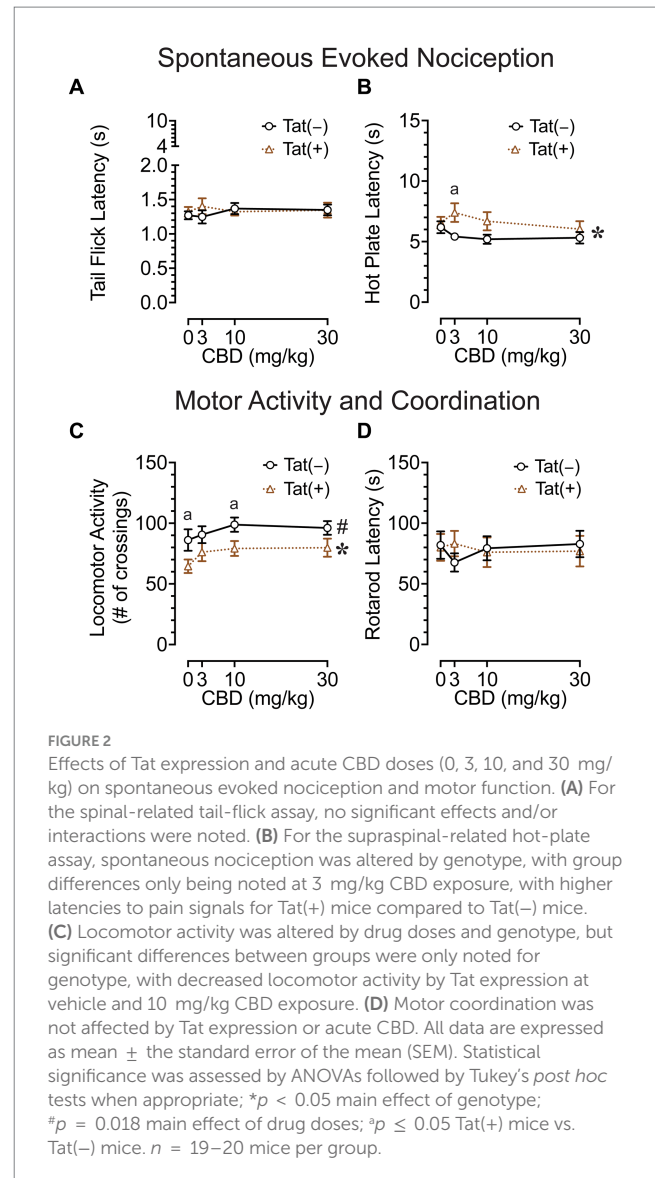 Spontaneous Evoked Nociception
A
B
Tail Flick Latency (s)
10
4
2.0
1.5
1.0
0.5
0.0
Tat(−)
Tat(+)
0 3 10 30
CBD (mg/kg)
Hot Plate Latency (s)
15
10
5
0
Tat(−)
Tat(+)
a
*
0 3 10 30
CBD (mg/kg)
Motor Activity and Coordination
C
D
Locomotor Activity
(# of crossings)
150
100
50
0
Tat(−)
Tat(+)
a
a
#
*
0 3 10 30
CBD (mg/kg)
Rotarod Latency (s)
150
100
50
0
Tat(−)
Tat(+)
0 3 10 30
CBD (mg/kg)
FIGURE 2
Effects of Tat expression and acute CBD doses (0, 3, 10, and 30 mg/
kg) on spontaneous evoked nociception and motor function. (A) For
the spinal-related tail-flick assay, no significant effects and/or
interactions were noted. (B) For the supraspinal-related hot-plate
assay, spontaneous nociception was altered by genotype, with group
differences only being noted at 3 mg/kg CBD exposure, with higher
latencies to pain signals for Tat(+) mice compared to Tat(−) mice.
(C) Locomotor activity was altered by drug doses and genotype, but
significant differences between groups were only noted for
genotype, with decreased locomotor activity by Tat expression at
vehicle and 10 mg/kg CBD exposure. (D) Motor coordination was
not affected by Tat expression or acute CBD. All data are expressed
as mean ± the standard error of the mean (SEM). Statistical
significance was assessed by ANOVAs followed by Tukey's post hoc
tests when appropriate; *p < 0.05 main effect of genotype;
#p = 0.018 main effect of drug doses; ap ≤ 0.05 Tat(+) mice vs.
Tat(−) mice. n = 19–20 mice per group.